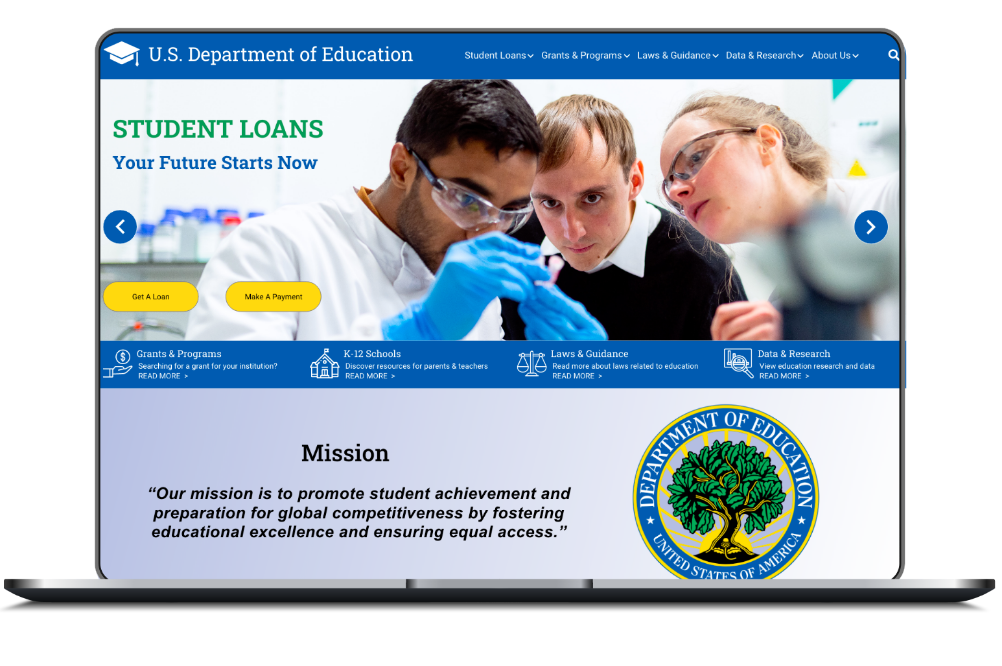 U.S. Department of Education
Student Loans Grants & Programs Laws & Guidance Data & Research About Us
STUDENT LOANS
Your Future Starts Now
Get A Loan Make A Payment
Grants & Programs
Searching for a grant for your institution?
READ MORE >
K-12 Schools
Discover resources for parents & teachers
READ MORE >
Laws & Guidance
Read more about laws related to education
READ MORE >
Data & Research
View education research and data
READ MORE >
Mission
“Our mission is to promote student achievement and
preparation for global competitiveness by fostering
educational excellence and ensuring equal access.”
DEPARTMENT OF EDUCATION
UNITED STATES OF AMERICA